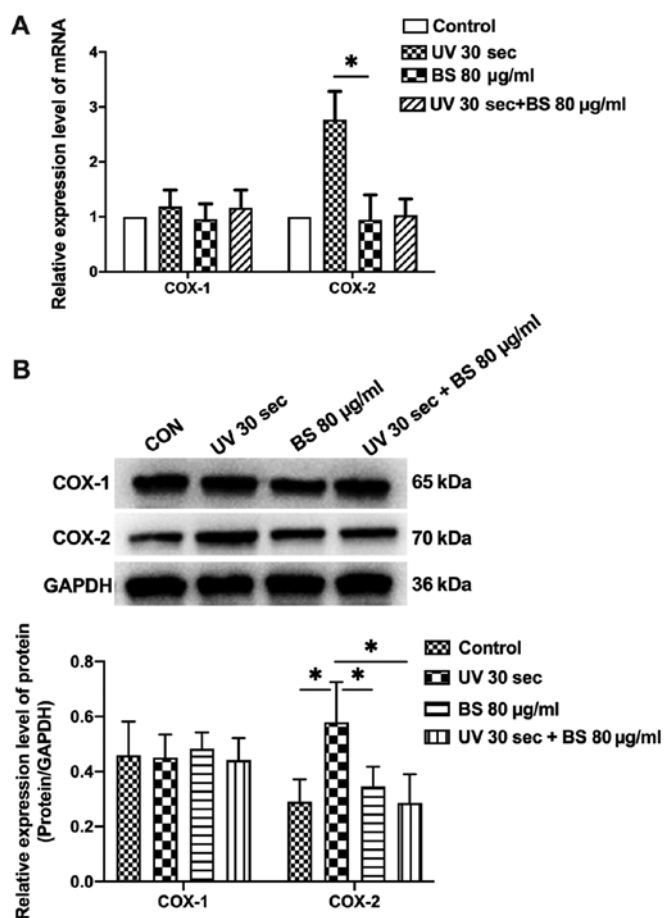 A
Relative expression level of mRNA
4
3
2
1
0
*
COX-1
COX-2
Control
UV 30 sec
BS 80 µg/ml
UV 30 sec+BS 80 µg/ml
B
CON
UV 30 sec
BS 80 µg/ml
UV 30 sec + BS 80 µg/ml
COX-1
65 kDa
COX-2
70 kDa
GAPDH
36 kDa
Relative expression level of protein
(Protein/GAPDH)
0.8
0.6
0.4
0.2
0.0
*
*
*
COX-1
COX-2
Control
UV 30 sec
BS 80 µg/ml
UV 30 sec + BS 80 µg/ml